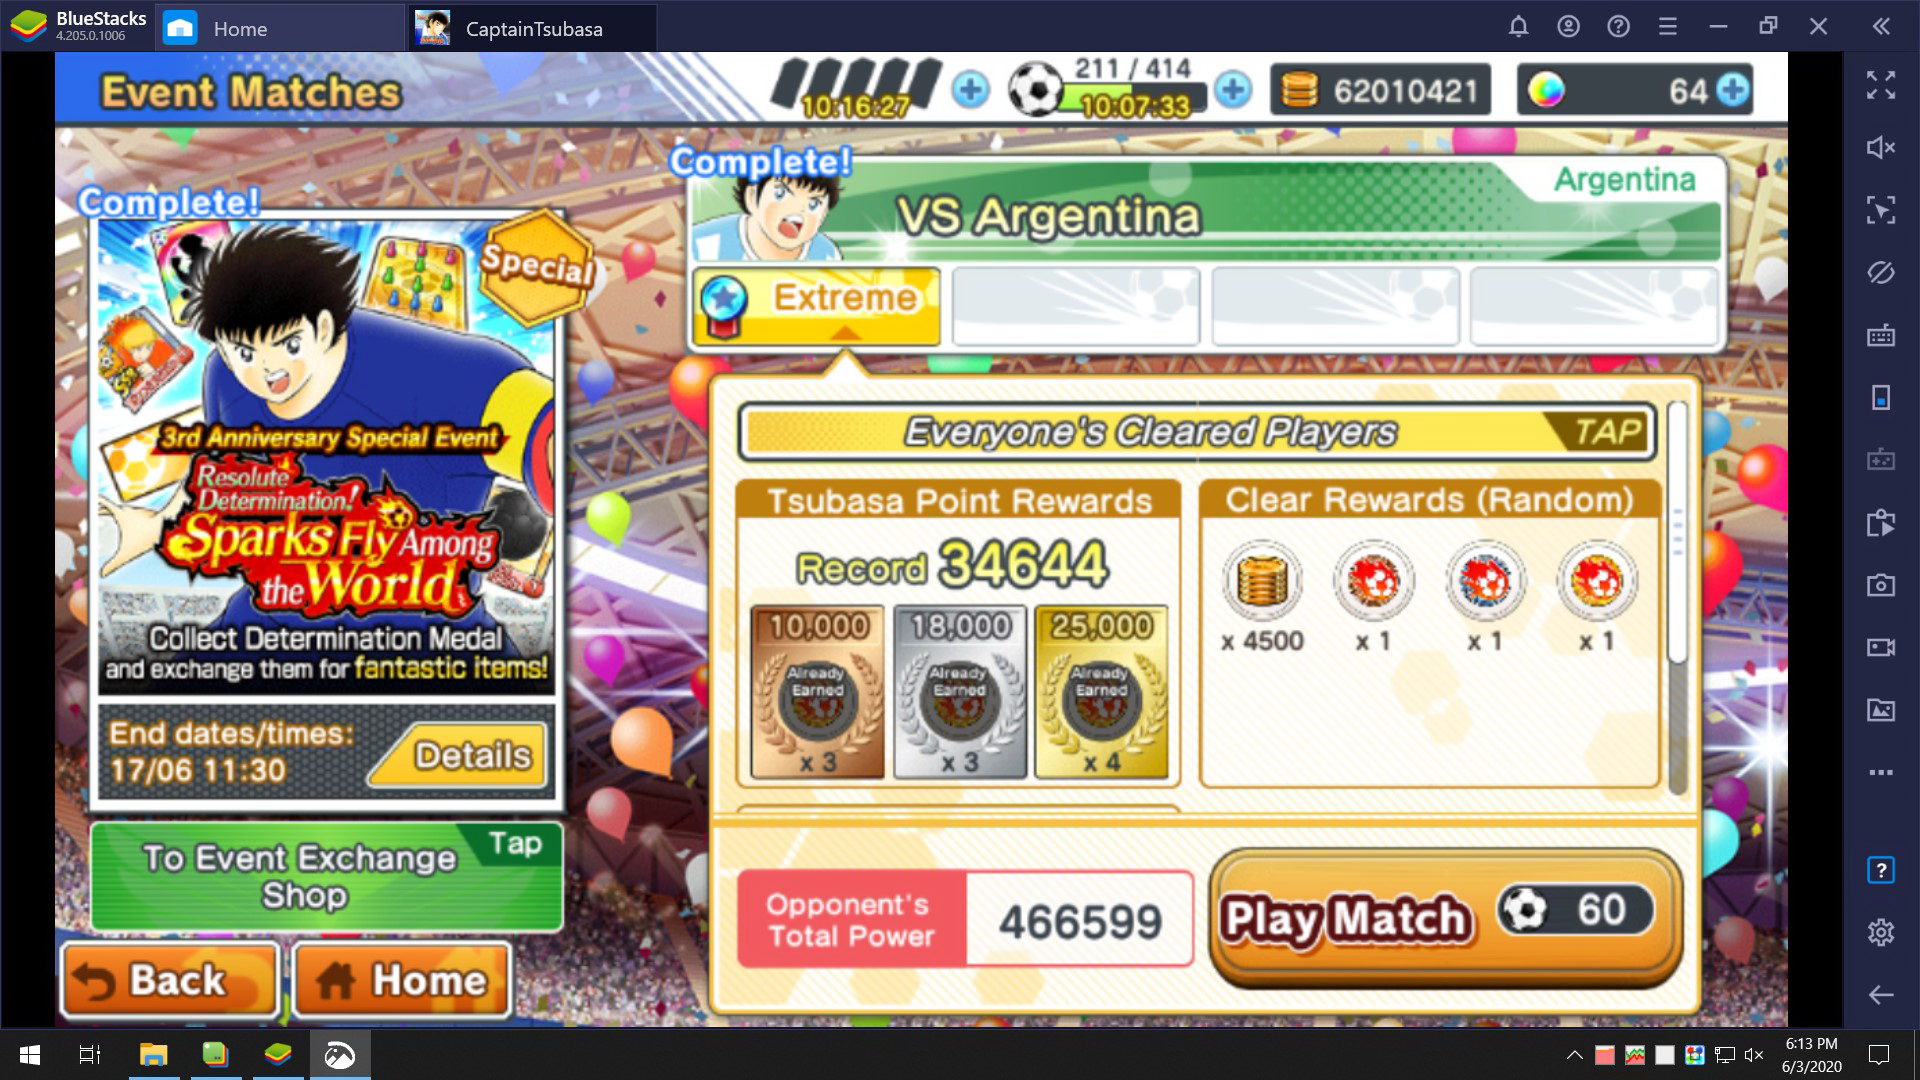 BlueStacks
4.205.0.1006
Home
CaptainTsubasa
Event Matches
10:16:27
211 / 414
10:07:33
62010421
64
Complete!
Special
3rd Anniversary Special Event
Resolute
Determination!
Sparks Fly Among
the World
Collect Determination Medal
and exchange them for fantastic items!
End dates/times:
17/06 11:30
Details
To Event Exchange
Shop
Tap
Back
Home
Complete!
VS Argentina
Argentina
Extreme
Everyone's Cleared Players
TAP
Tsubasa Point Rewards
Record 34644
10,000
Already
Earned
x 3
18,000
Already
Earned
x 3
25,000
Already
Earned
x 4
Clear Rewards (Random)
x 4500
x 1
x 1
x 1
Opponent's
Total Power
466599
Play Match
60
6:13 PM
6/3/2020